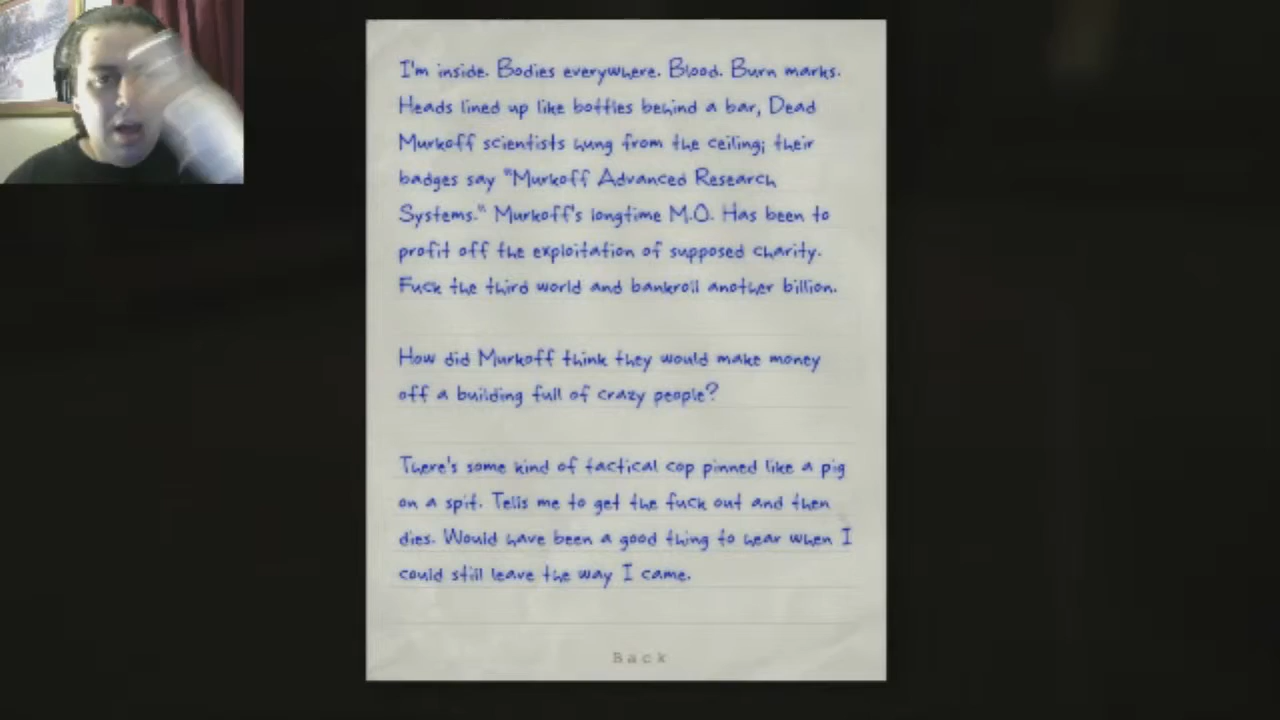 I'm inside. Bodies everywhere. Blood. Burn marks.
Heads lined up like bottles behind a bar, Dead
Murkoff scientists hung from the ceiling; their
badges say "Murkoff Advanced Research
Systems." Murkoff's longtime M.O. Has been to
profit off the exploitation of supposed charity.
Fuck the third world and bankroll another billion.
How did Murkoff think they would make money
off a building full of crazy people?
There's some kind of tactical cop pinned like a pig
on a spit. Tells me to get the fuck out and then
dies. Would have been a good thing to hear when I
could still leave the way I came.
Back